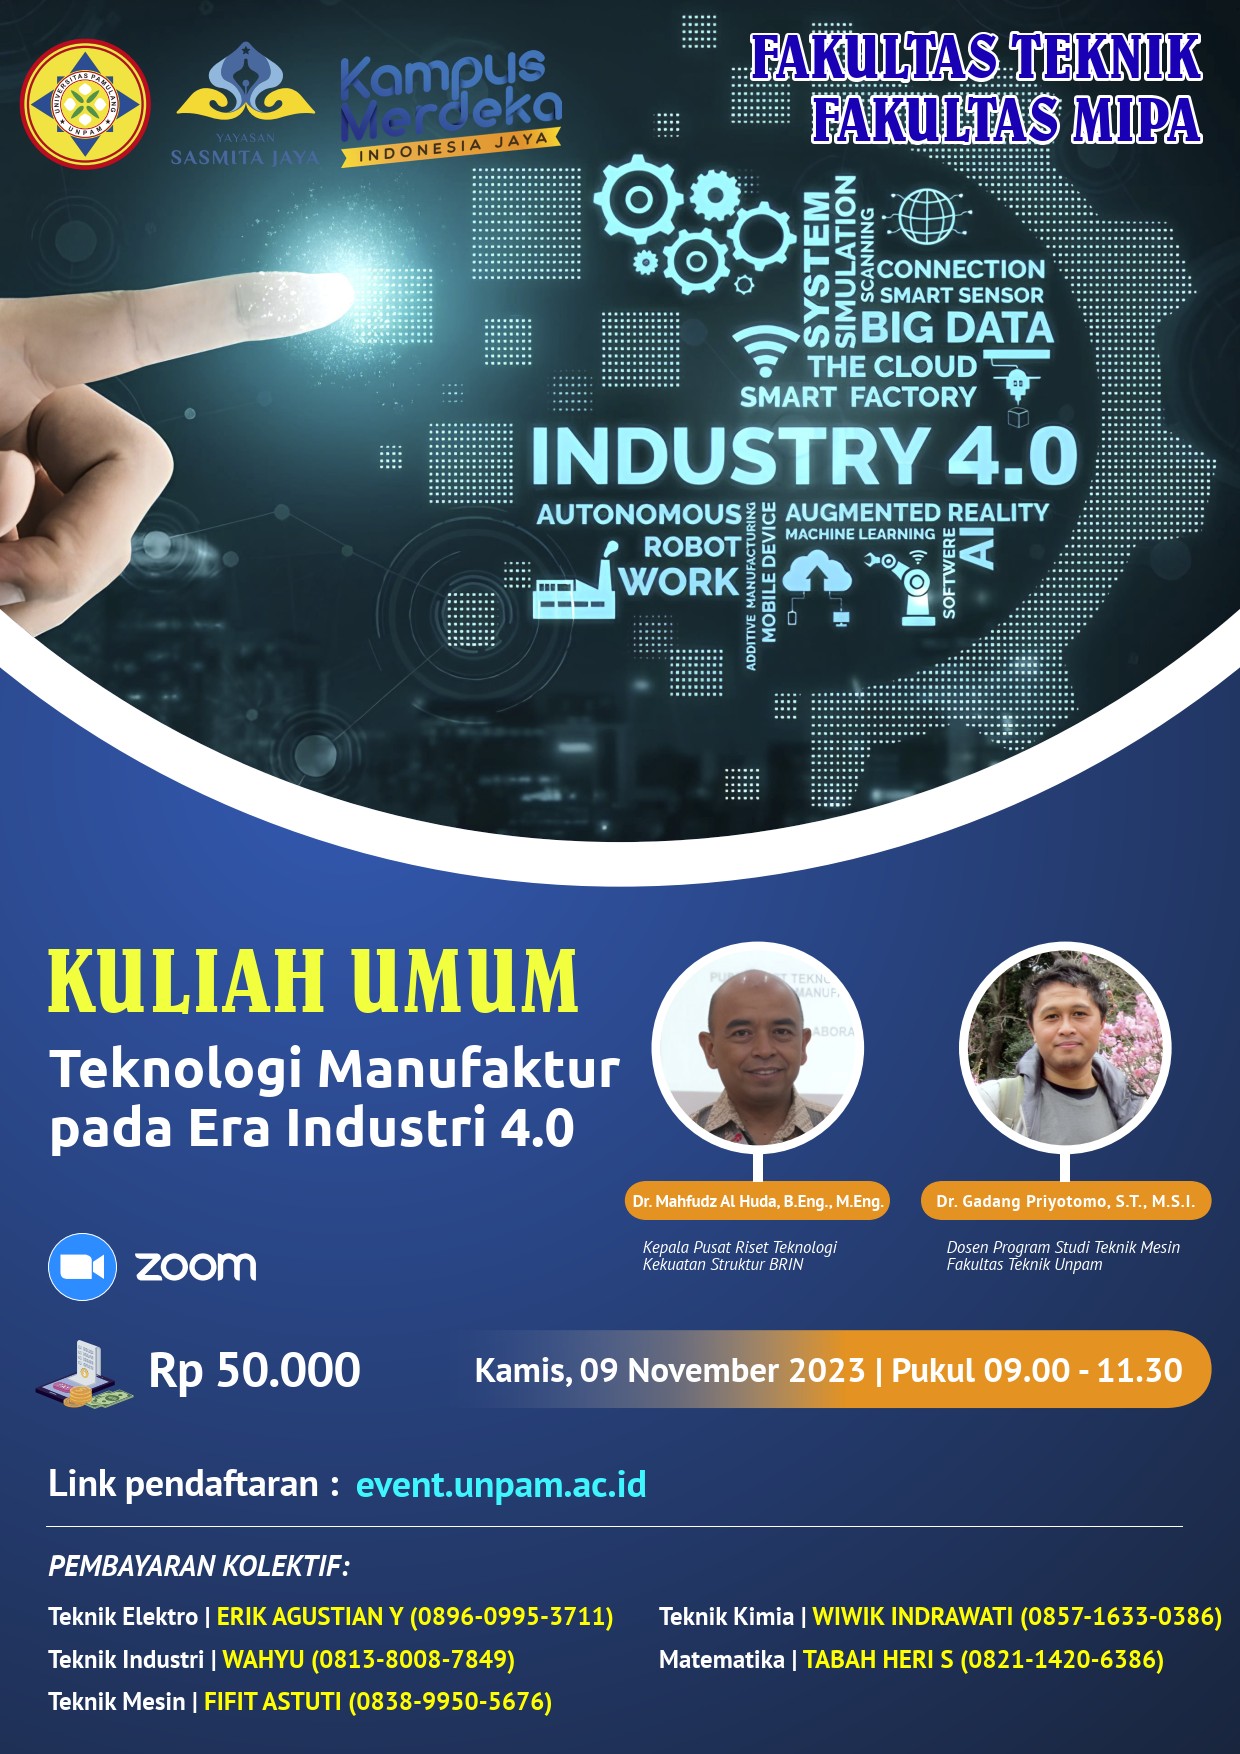 UNIVERSITAS PAMULANG
UNPAM
YAYASAN
SASMITA JAYA
Kampus
Merdeka
INDONESIA JAYA
FAKULTAS TEKNIK
FAKULTAS MIPA
SYSTEM
SIMULATION
SCANNING
CONNECTION
SMART SENSOR
BIG DATA
THE CLOUD
SMART FACTORY
INDUSTRY 4.0
AUTONOMOUS
ROBOT
WORK
ADDITIVE MANUFACTURING
MOBILE DEVICE
AUGMENTED REALITY
MACHINE LEARNING
SOFTWERE
AI
KULIAH UMUM
Teknologi Manufaktur
pada Era Industri 4.0
Dr. Mahfudz Al Huda, B.Eng., M.Eng.
Kepala Pusat Riset Teknologi
Kekuatan Struktur BRIN
Dr. Gadang Priyotomo, S.T., M.S.I.
Dosen Program Studi Teknik Mesin
Fakultas Teknik Unpam
zoom
Rp 50.000
Kamis, 09 November 2023 | Pukul 09.00 - 11.30
Link pendaftaran : event.unpam.ac.id
PEMBAYARAN KOLEKTIF:
Teknik Elektro | ERIK AGUSTIAN Y (0896-0995-3711)
Teknik Industri | WAHYU (0813-8008-7849)
Teknik Mesin | FIFIT ASTUTI (0838-9950-5676)
Teknik Kimia | WIWIK INDRAWATI (0857-1633-0386)
Matematika | TABAH HERI S (0821-1420-6386)